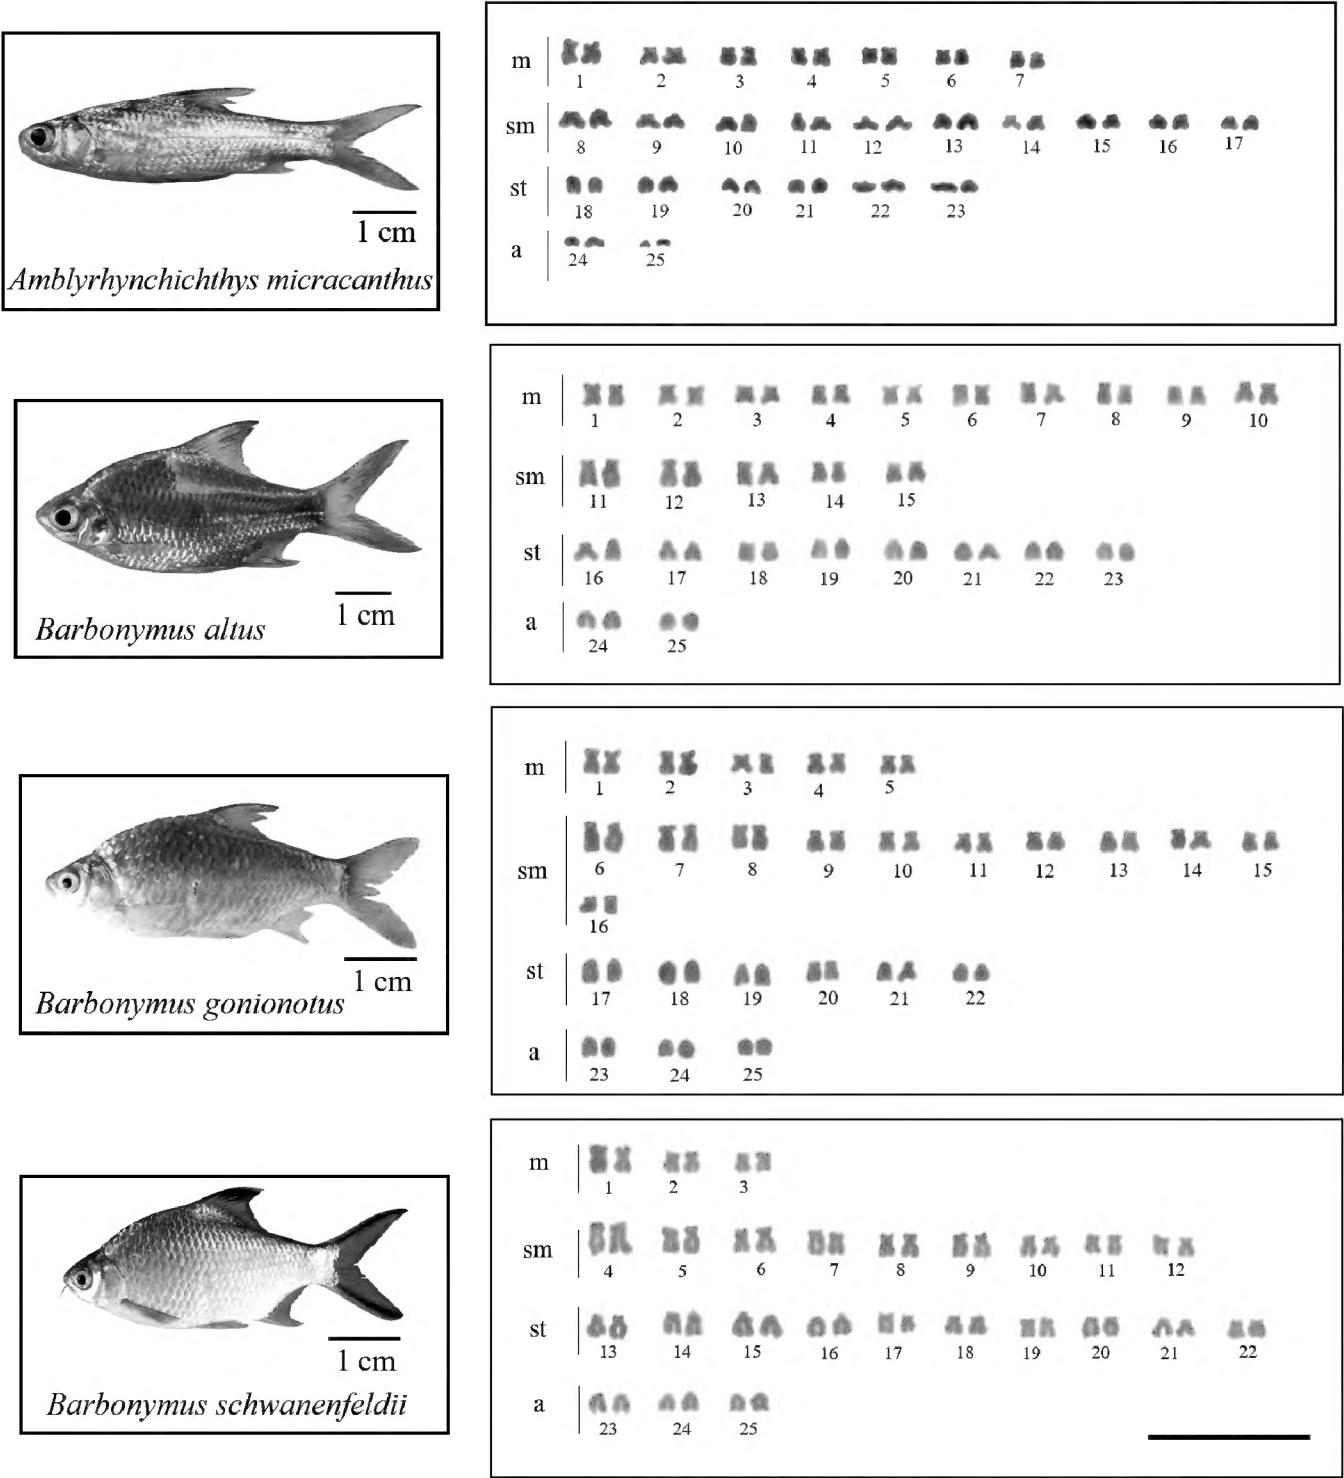 1 cm
Amblyrhynchichthys micracanthus
m
1 2 3 4 5 6 7
sm
8 9 10 11 12 13 14 15 16 17
st
18 19 20 21 22 23
a
24 25
1 cm
Barbonymus altus
m
1 2 3 4 5 6 7 8 9 10
sm
11 12 13 14 15
st
16 17 18 19 20 21 22 23
a
24 25
1 cm
Barbonymus gonionotus
m
1 2 3 4 5
sm
6 7 8 9 10 11 12 13 14 15
16
st
17 18 19 20 21 22
a
23 24 25
1 cm
Barbonymus schwanenfeldii
m
1 2 3
sm
4 5 6 7 8 9 10 11 12
st
13 14 15 16 17 18 19 20 21 22
a
23 24 25